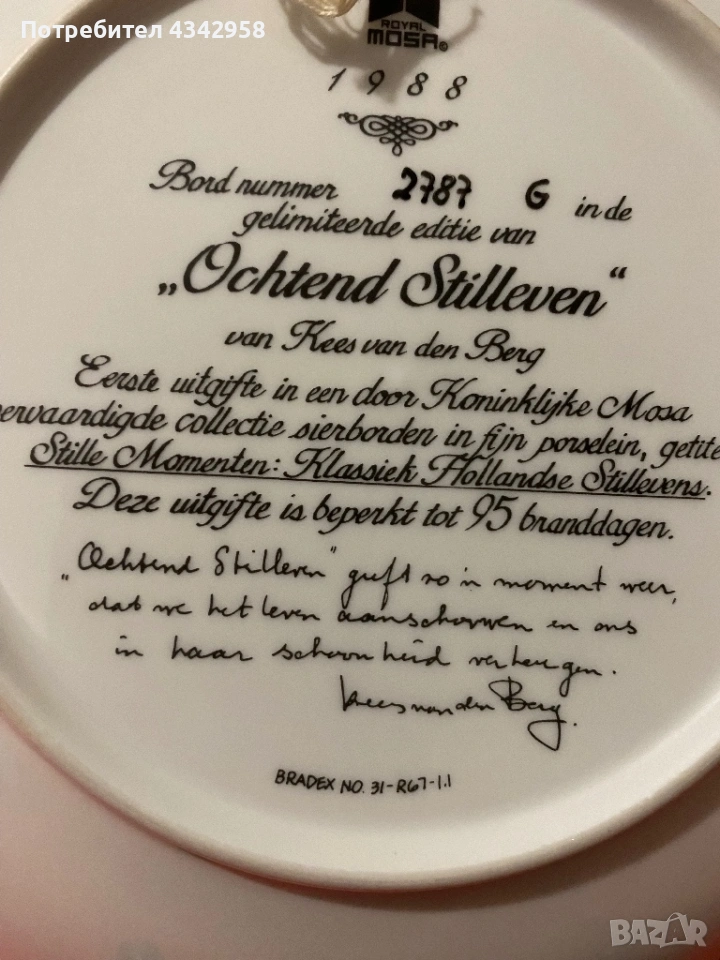 Потребител 4342958
ROYAL
MOSA®
1988
Bord nummer 2787 G in de
gelimiteerde editie van
„Ochtend Stilleven“
van Kees van den Berg
Eerste uitgifte in een door Koninklijke Mosa
ervaardigde collectie sierborden in fijn porselein, getite
Stille Momenten: Klassiek Hollandse Stillevens.
Deze uitgifte is beperkt tot 95 branddagen.
„Ochtend Stilleven" geeft zo'n moment weer,
dat we het leven aanschouwen en ons
in haar schoonheid verheugen.
Kees van den Berg.
BRADEX NO. 31-R67-1.1
BAZAR